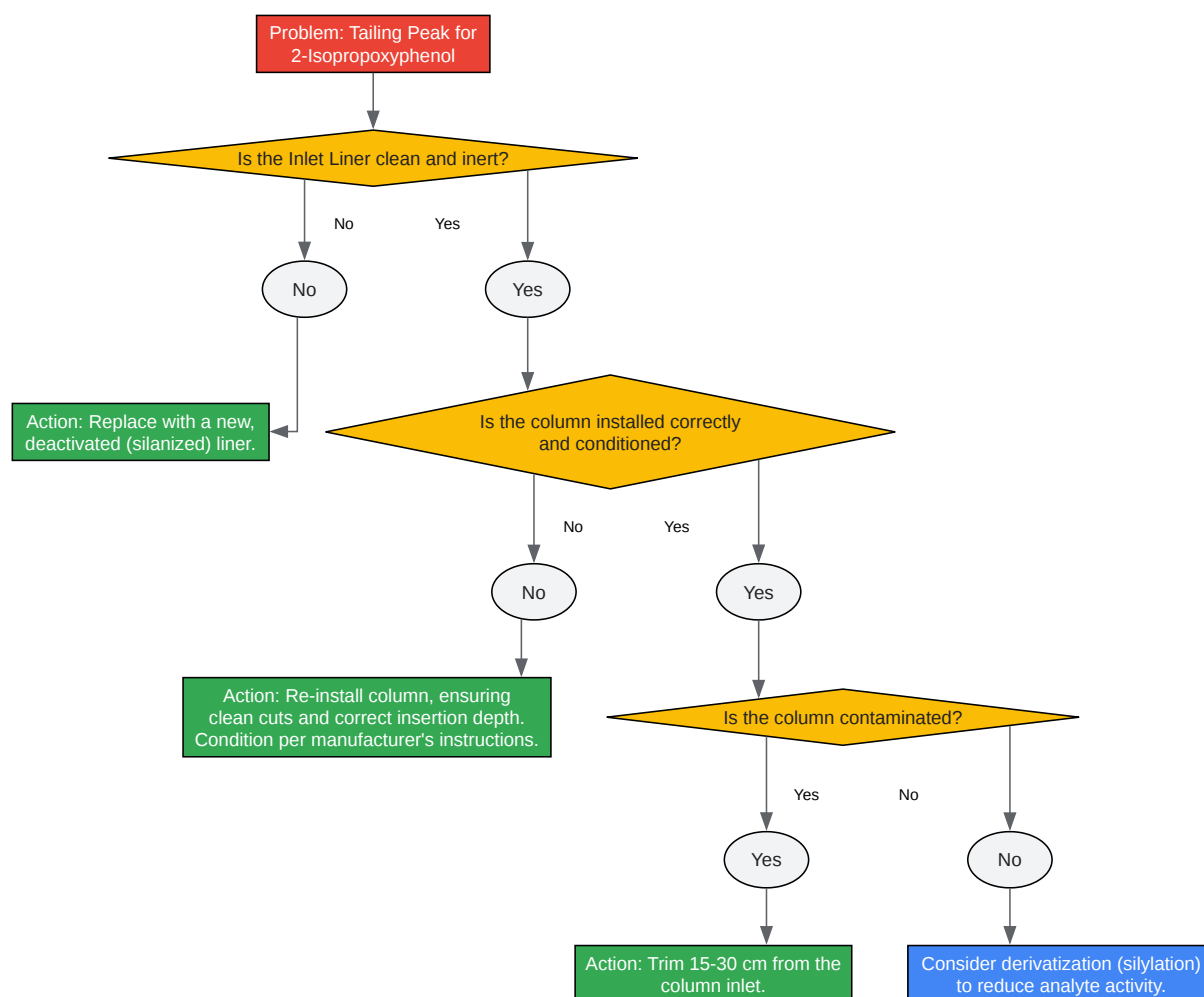 Problem: Tailing Peak for
2-Isopropoxyphenol
Is the Inlet Liner clean and inert?
No
Yes
No
Yes
Action: Replace with a new,
deactivated (silanized) liner.
Is the column installed correctly
and conditioned?
No
Yes
No
Yes
Action: Re-install column, ensuring
clean cuts and correct insertion depth.
Condition per manufacturer's instructions.
Is the column contaminated?
Yes
No
Yes
No
Action: Trim 15-30 cm from the
column inlet.
Consider derivatization (silylation)
to reduce analyte activity.